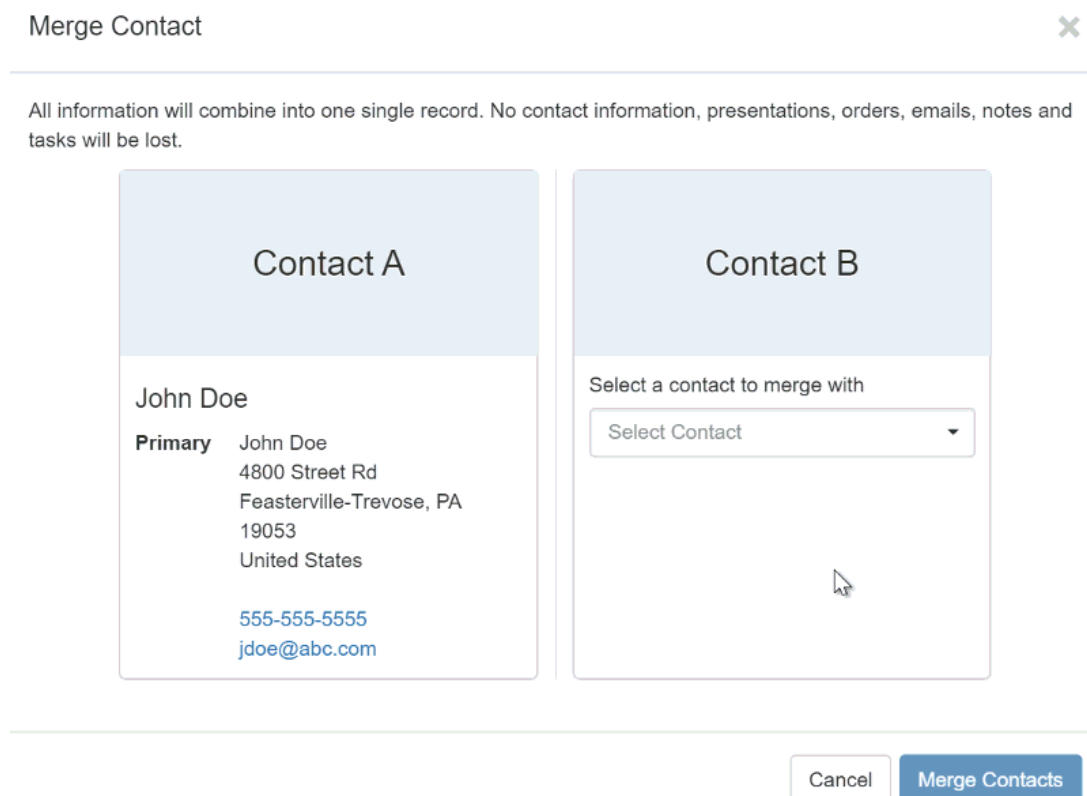 Merge Contact
All information will combine into one single record. No contact information, presentations, orders, emails, notes and
tasks will be lost.
Contact A
John Doe
Primary John Doe
4800 Street Rd
Feasterville-Trevose, PA
19053
United States
555-555-5555
jdoe@abc.com
Contact B
Select a contact to merge with
Select Contact
Cancel
Merge Contacts